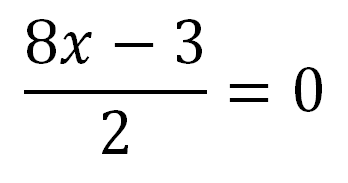 8x − 3
2
= 0